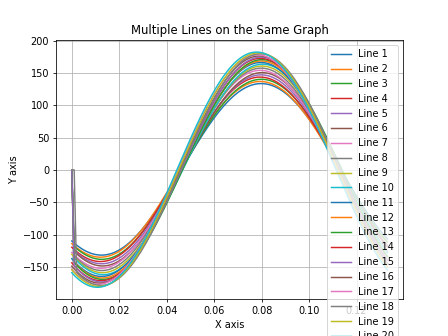 Multiple Lines on the Same Graph
200
150
100
50
0
−50
−100
−150
Y axis
0.00
0.02
0.04
0.06
0.08
0.10
X axis
Line 1
Line 2
Line 3
Line 4
Line 5
Line 6
Line 7
Line 8
Line 9
Line 10
Line 11
Line 12
Line 13
Line 14
Line 15
Line 16
Line 17
Line 18
Line 19
Line 20